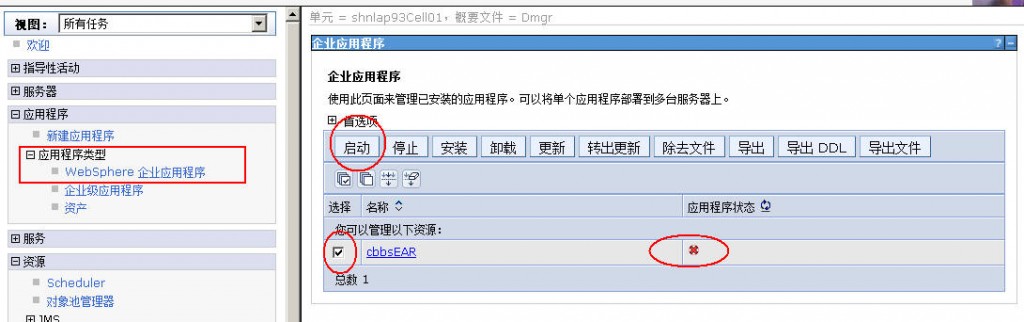 视图： 所有任务
欢迎
指导性活动
服务器
应用程序
新建应用程序
应用程序类型
WebSphere 企业应用程序
企业级应用程序
资产
服务
资源
Scheduler
对象池管理器
JMS
单元 = shnlap93Cell01，概要文件 = Dmgr
企业应用程序 ? -
企业应用程序
使用此页面来管理已安装的应用程序。可以将单个应用程序部署到多台服务器上。
首选项
启动 停止 安装 卸载 更新 转出更新 除去文件 导出 导出 DDL 导出文件
选择 名称 应用程序状态
您可以管理以下资源：
cbbsEAR
总数 1